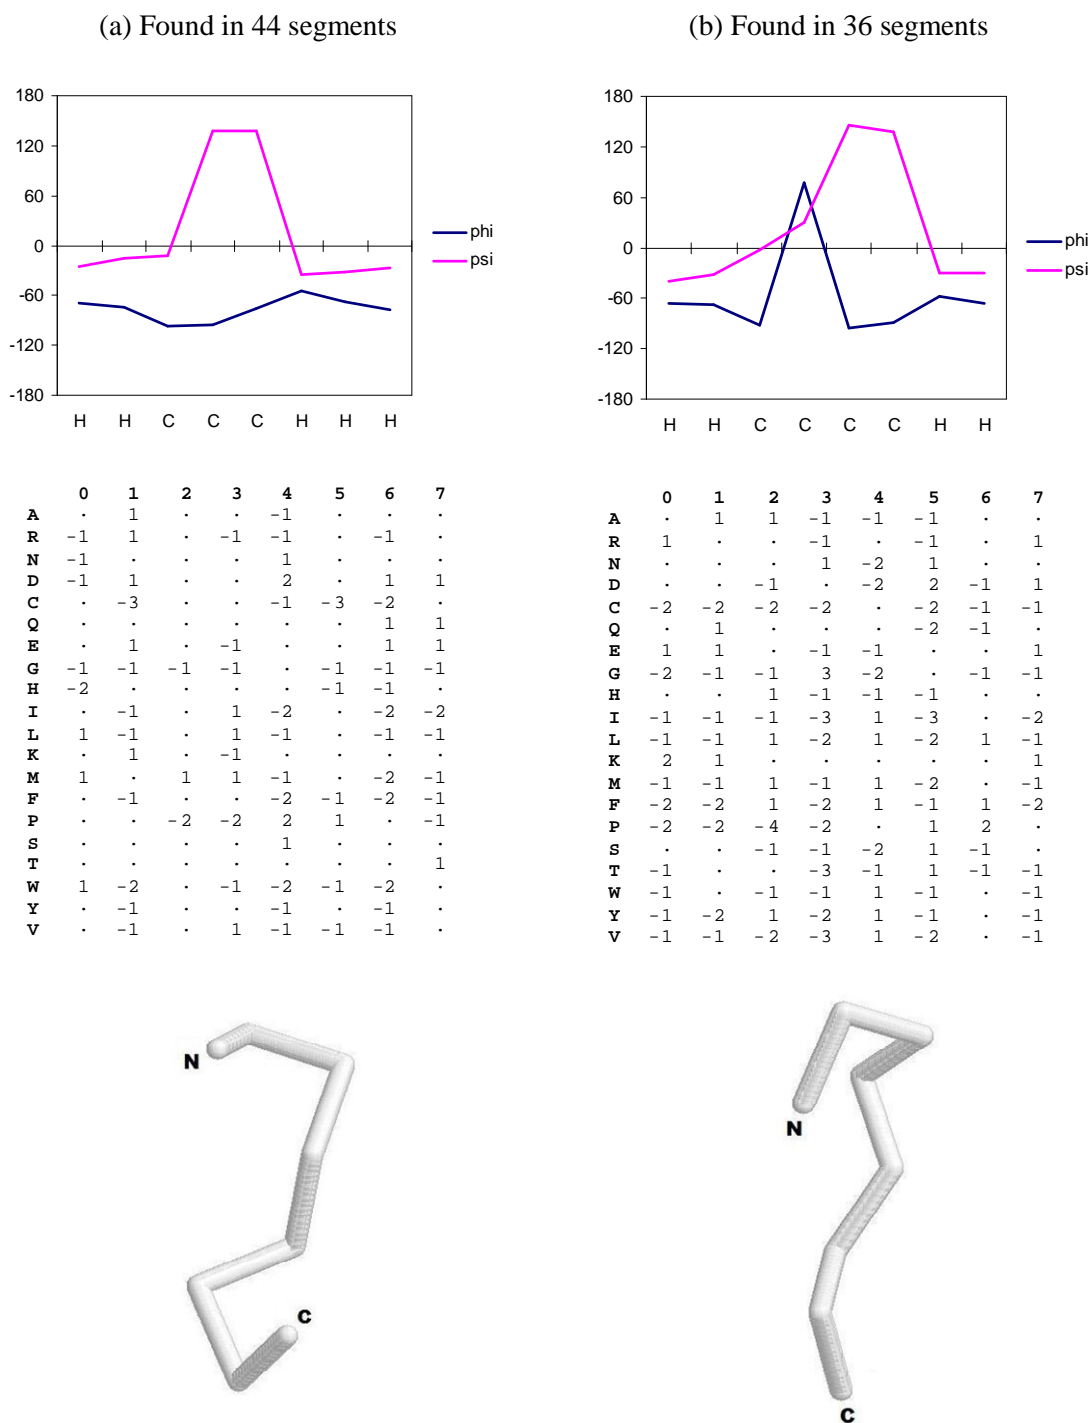 (a) Found in 44 segments
180
120
60
0
-60
-120
-180
H H C C C H H H
phi
psi
0 1 2 3 4 5 6 7
A · 1 · · -1 · · ·
R -1 1 · -1 -1 · -1 ·
N -1 · · · 1 · · ·
D -1 1 · · 2 · 1 1
C · -3 · · -1 -3 -2 ·
Q · · · · · · 1 1
E · 1 · -1 · · 1 1
G -1 -1 -1 -1 · -1 -1 -1
H -2 · · · · -1 -1 ·
I · -1 · 1 -2 · -2 -2
L 1 -1 · 1 -1 · -1 -1
K · 1 · -1 · · · ·
M 1 · 1 1 -1 · -2 -1
F · -1 · · -2 -1 -2 -1
P · · -2 -2 2 1 · -1
S · · · · 1 · · ·
T · · · · · · · 1
W 1 -2 · -1 -2 -1 -2 ·
Y · -1 · · -1 · -1 ·
V · -1 · 1 -1 -1 -1 ·
N
C
(b) Found in 36 segments
180
120
60
0
-60
-120
-180
H H C C C C H H
phi
psi
0 1 2 3 4 5 6 7
A · 1 1 -1 -1 -1 · ·
R 1 · · -1 · -1 · 1
N · · · 1 -2 1 · ·
D · · -1 · -2 2 -1 1
C -2 -2 -2 -2 · -2 -1 -1
Q · 1 · · · -2 -1 ·
E 1 1 · -1 -1 · · 1
G -2 -1 -1 3 -2 · -1 -1
H · · 1 -1 -1 -1 · ·
I -1 -1 -1 -3 1 -3 · -2
L -1 -1 1 -2 1 -2 1 -1
K 2 1 · · · · · 1
M -1 -1 1 -1 1 -2 · -1
F -2 -2 1 -2 1 -1 1 -2
P -2 -2 -4 -2 · 1 2 ·
S · · -1 -1 -2 1 -1 ·
T -1 · · -3 -1 1 -1 -1
W -1 · -1 -1 1 -1 · -1
Y -1 -2 1 -2 1 -1 · -1
V -1 -1 -2 -3 1 -2 · -1
N
C